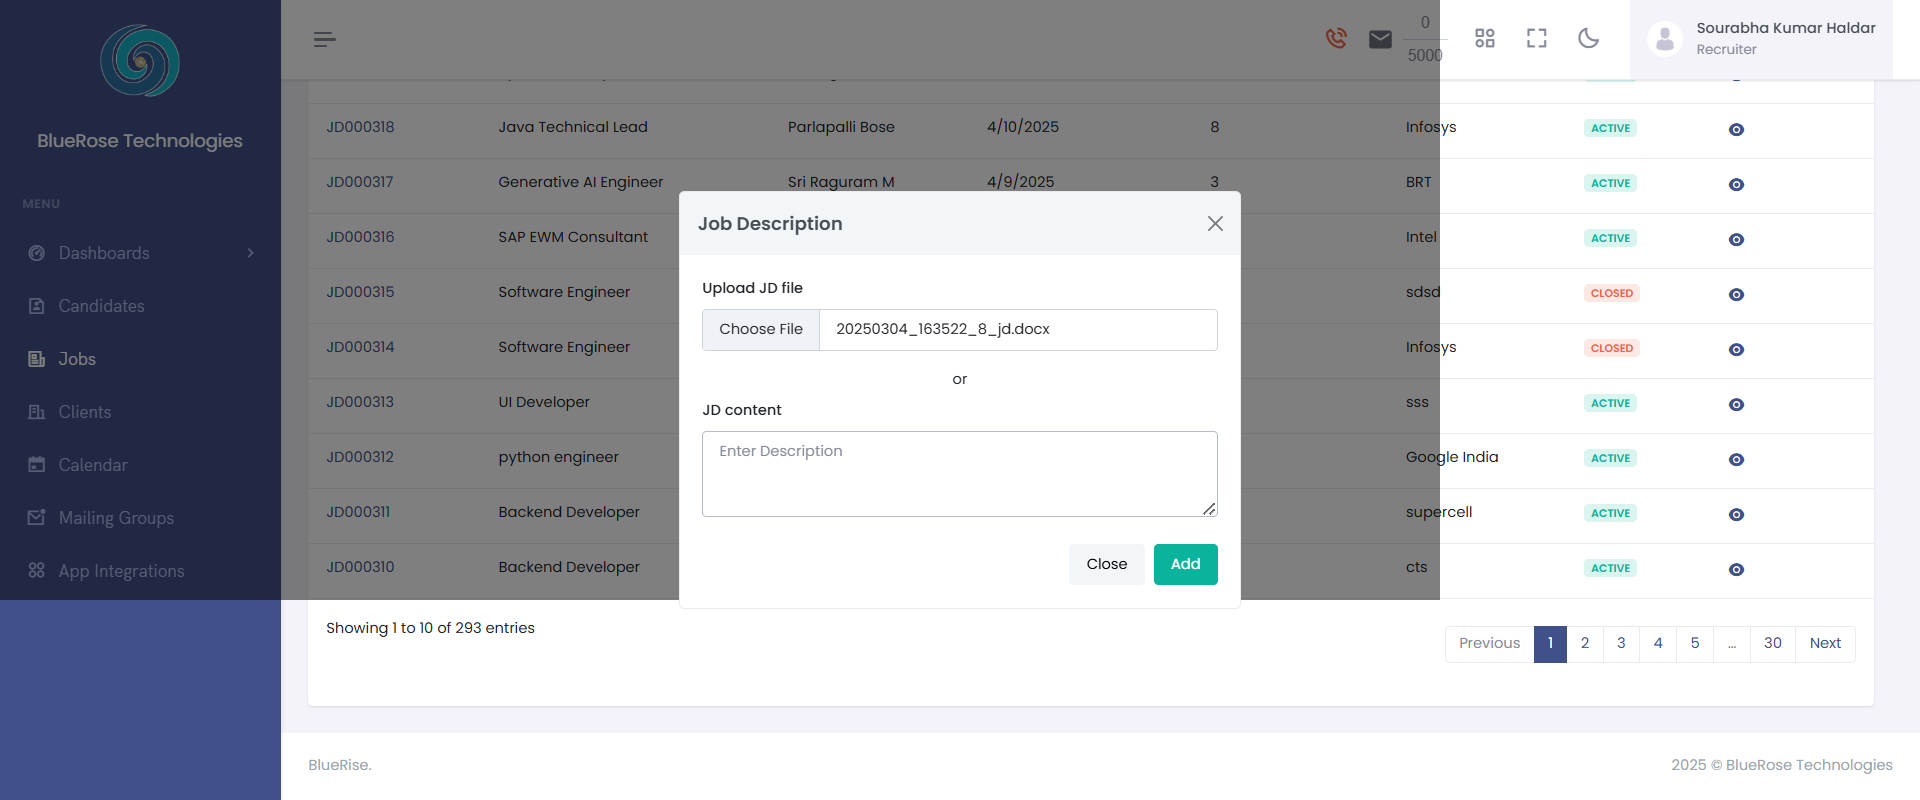 BlueRose Technologies
MENU
Dashboards
Candidates
Jobs
Clients
Calendar
Mailing Groups
App Integrations
0
5000
Sourabha Kumar Haldar
Recruiter
JD000318 Java Technical Lead Parlapalli Bose 4/10/2025 8 Infosys ACTIVE
JD000317 Generative AI Engineer Sri Raguram M 4/9/2025 3 BRT ACTIVE
JD000316 SAP EWM Consultant Intel ACTIVE
JD000315 Software Engineer sdsd CLOSED
JD000314 Software Engineer Infosys CLOSED
JD000313 UI Developer sss ACTIVE
JD000312 python engineer Google India ACTIVE
JD000311 Backend Developer supercell ACTIVE
JD000310 Backend Developer cts ACTIVE
Job Description
Upload JD file
Choose File 20250304_163522_8_jd.docx
or
JD content
Enter Description
Close Add
Showing 1 to 10 of 293 entries
Previous 1 2 3 4 5 ... 30 Next
BlueRise.
2025 © BlueRose Technologies